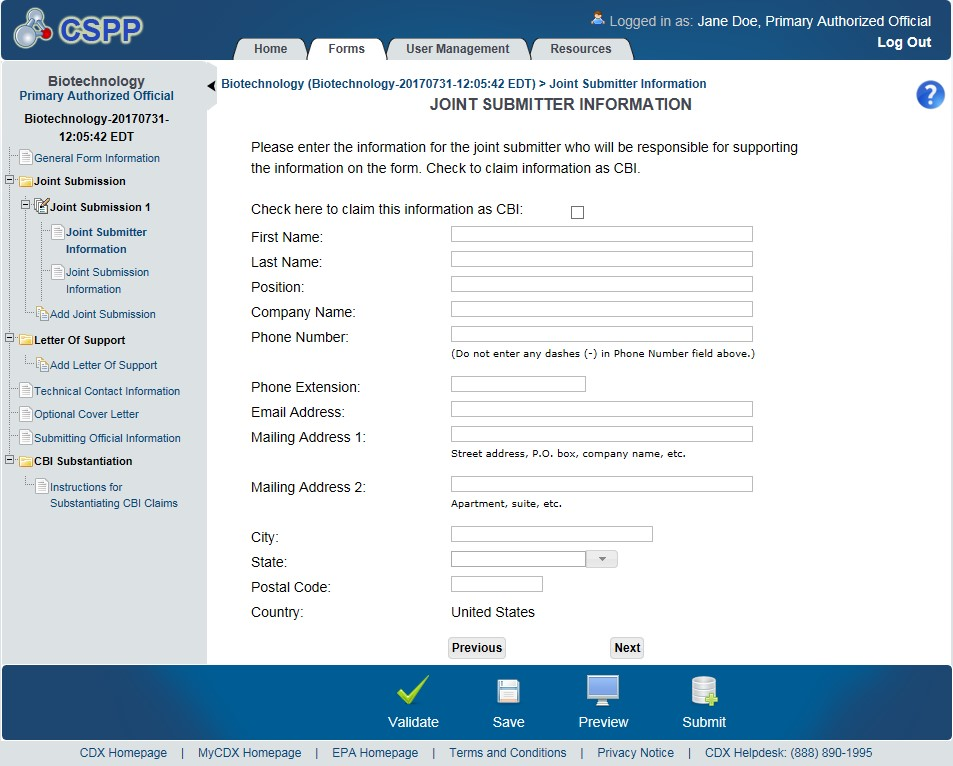 CSPP
Logged in as: Jane Doe, Primary Authorized Official
Log Out
Home
Forms
User Management
Resources
Biotechnology
Primary Authorized Official
Biotechnology-20170731-
12:05:42 EDT
General Form Information
Joint Submission
Joint Submission 1
Joint Submitter
Information
Joint Submission
Information
Add Joint Submission
Letter Of Support
Add Letter Of Support
Technical Contact Information
Optional Cover Letter
Submitting Official Information
CBI Substantiation
Instructions for
Substantiating CBI Claims
Biotechnology (Biotechnology-20170731-12:05:42 EDT) > Joint Submitter Information
JOINT SUBMITTER INFORMATION
?
Please enter the information for the joint submitter who will be responsible for supporting
the information on the form. Check to claim information as CBI.
Check here to claim this information as CBI:
First Name:
Last Name:
Position:
Company Name:
Phone Number:
(Do not enter any dashes (-) in Phone Number field above.)
Phone Extension:
Email Address:
Mailing Address 1:
Street address, P.O. box, company name, etc.
Mailing Address 2:
Apartment, suite, etc.
City:
State:
Postal Code:
Country: United States
Previous Next
Validate Save Preview Submit
CDX Homepage | MyCDX Homepage | EPA Homepage | Terms and Conditions | Privacy Notice | CDX Helpdesk: (888) 890-1995